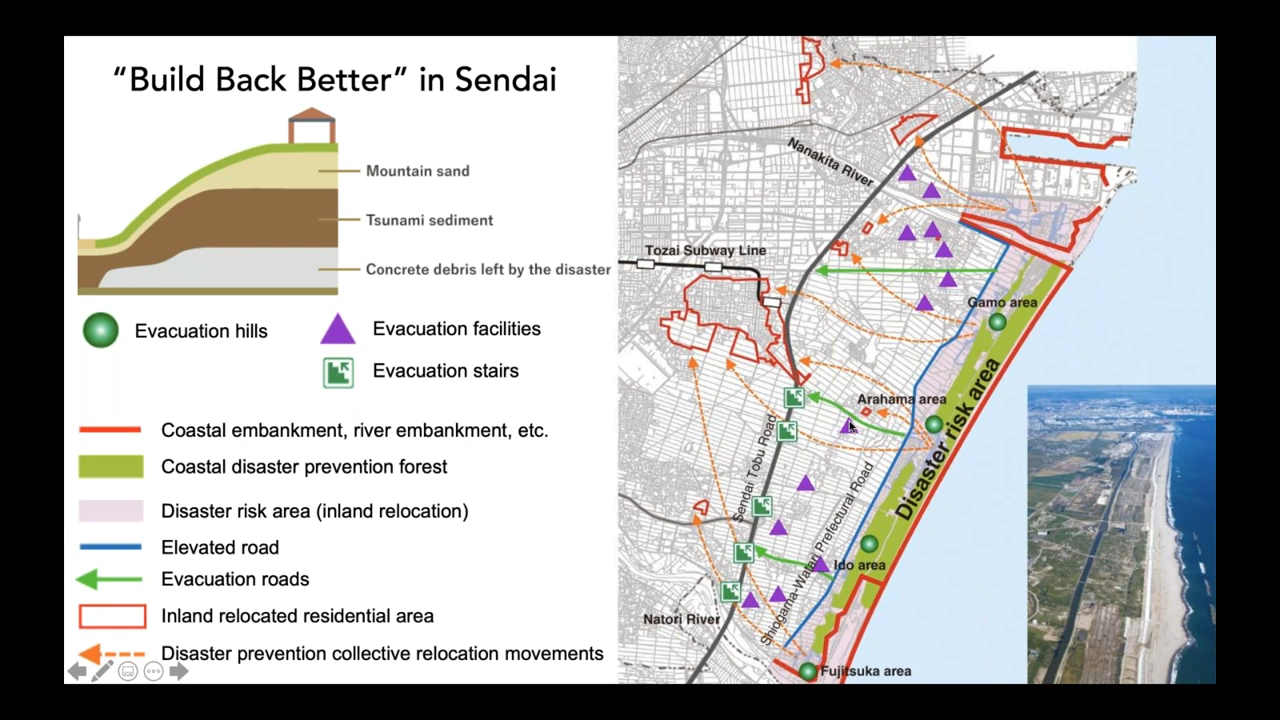 “Build Back Better” in Sendai
Mountain sand
Tsunami sediment
Concrete debris left by the disaster
Evacuation hills
Evacuation facilities
Evacuation stairs
Coastal embankment, river embankment, etc.
Coastal disaster prevention forest
Disaster risk area (inland relocation)
Elevated road
Evacuation roads
Inland relocated residential area
Disaster prevention collective relocation movements
Nanakita River
Tozai Subway Line
Gamo area
Arahama area
Disaster risk area
Sendai Tobu Road
Shiogama-Watari Prefectural Road
Ido area
Natori River
Fujitsuka area